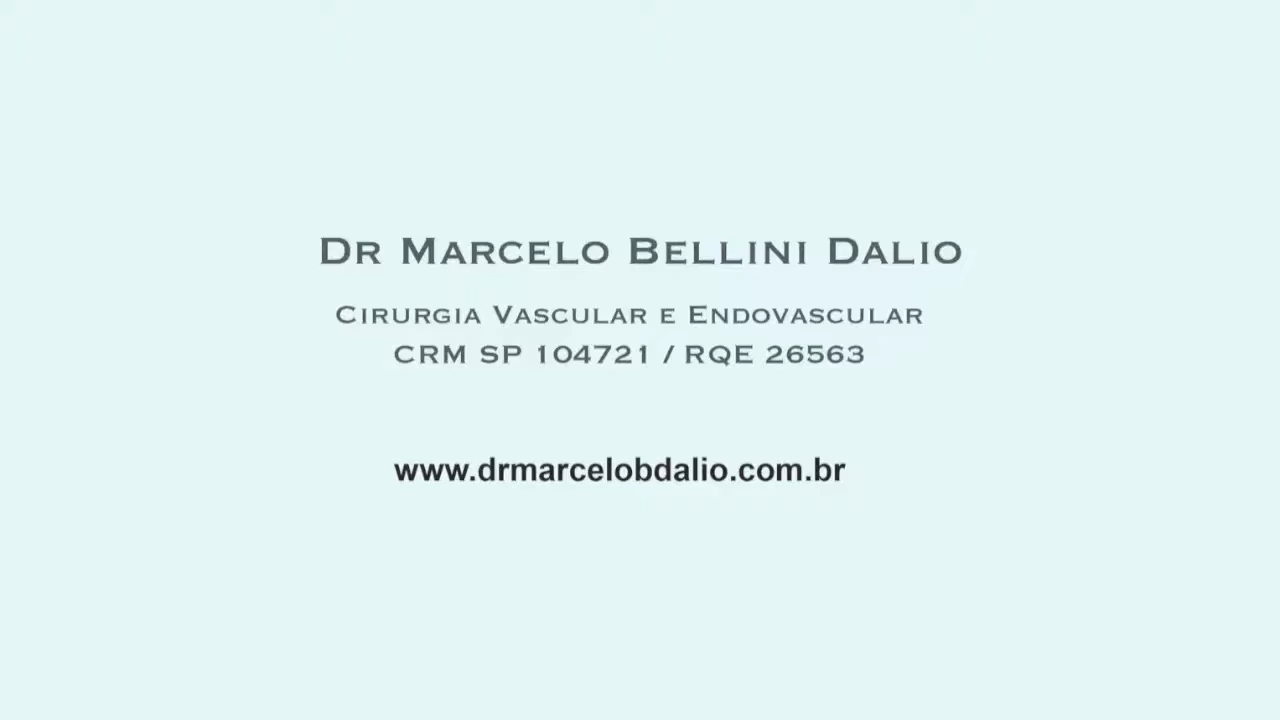 Dr Marcelo Bellini Dalio
Cirurgia Vascular e Endovascular
CRM SP 104721 / RQE 26563
www.drmarcelobdalio.com.br